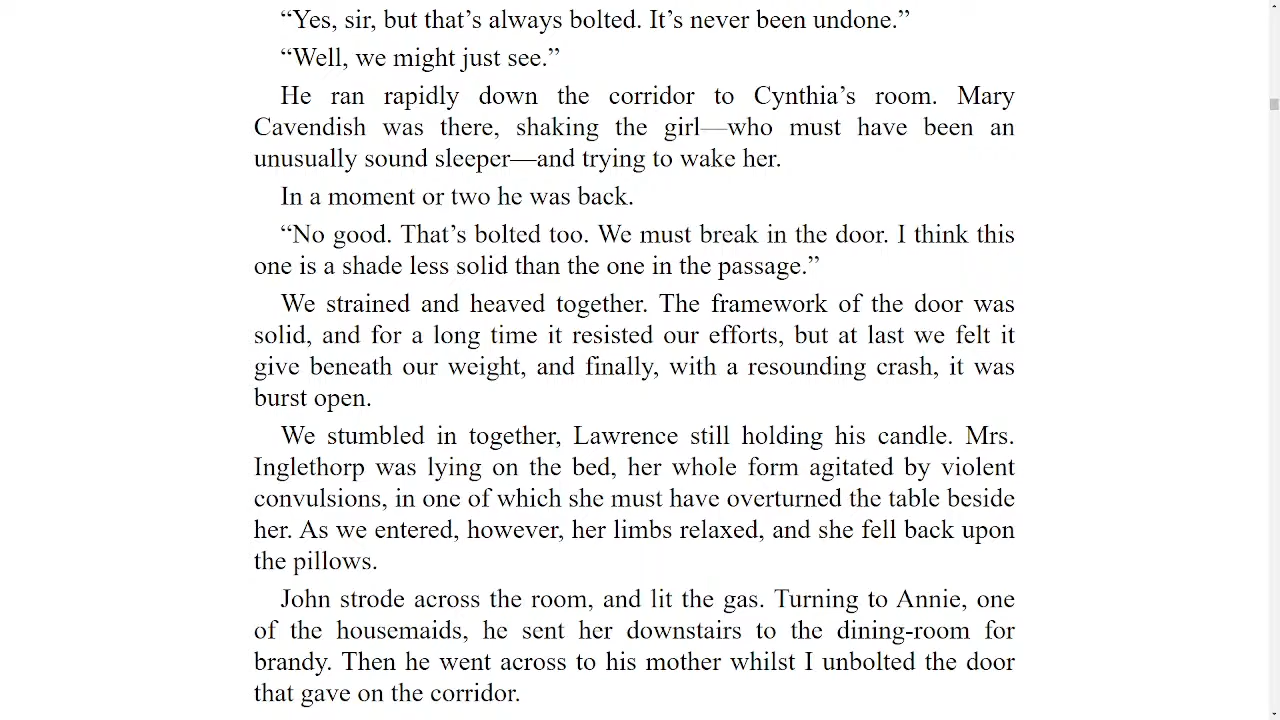 “Yes, sir, but that’s always bolted. It’s never been undone.”
“Well, we might just see.”
He ran rapidly down the corridor to Cynthia’s room. Mary
Cavendish was there, shaking the girl—who must have been an
unusually sound sleeper—and trying to wake her.
In a moment or two he was back.
“No good. That’s bolted too. We must break in the door. I think this
one is a shade less solid than the one in the passage.”
We strained and heaved together. The framework of the door was
solid, and for a long time it resisted our efforts, but at last we felt it
give beneath our weight, and finally, with a resounding crash, it was
burst open.
We stumbled in together, Lawrence still holding his candle. Mrs.
Inglethorp was lying on the bed, her whole form agitated by violent
convulsions, in one of which she must have overturned the table beside
her. As we entered, however, her limbs relaxed, and she fell back upon
the pillows.
John strode across the room, and lit the gas. Turning to Annie, one
of the housemaids, he sent her downstairs to the dining-room for
brandy. Then he went across to his mother whilst I unbolted the door
that gave on the corridor.